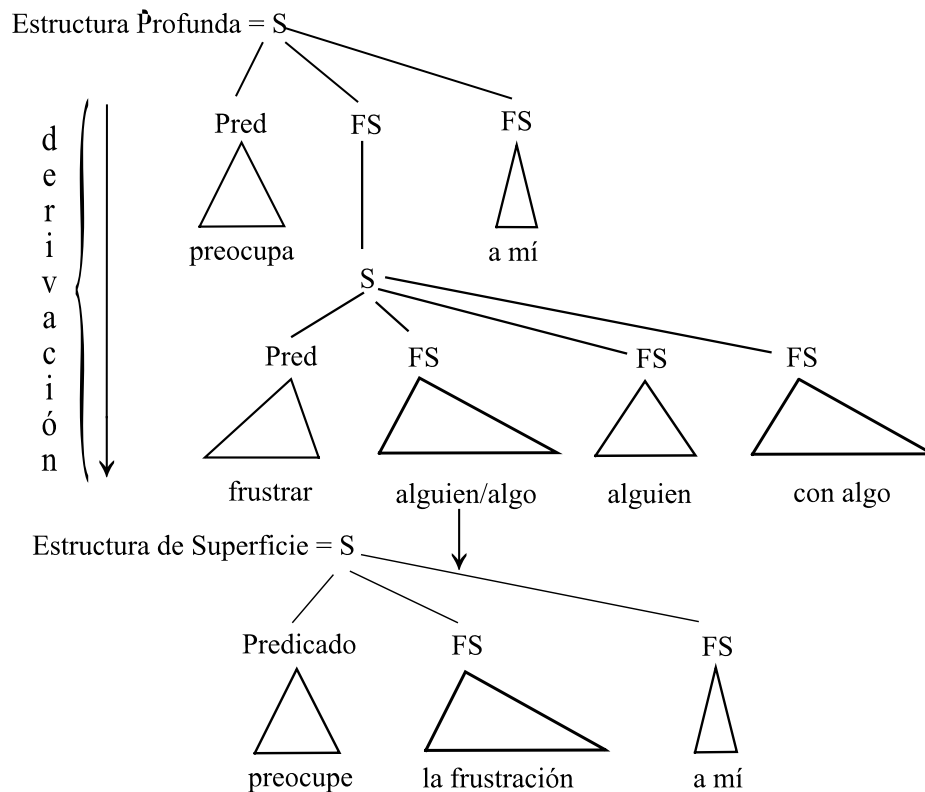 Estructura Profunda = S
Pred FS FS
derivación
preocupa a mí
S
Pred FS FS FS
frustrar alguien/algo alguien con algo
Estructura de Superficie = S
Predicado FS FS
preocupe la frustración a mí